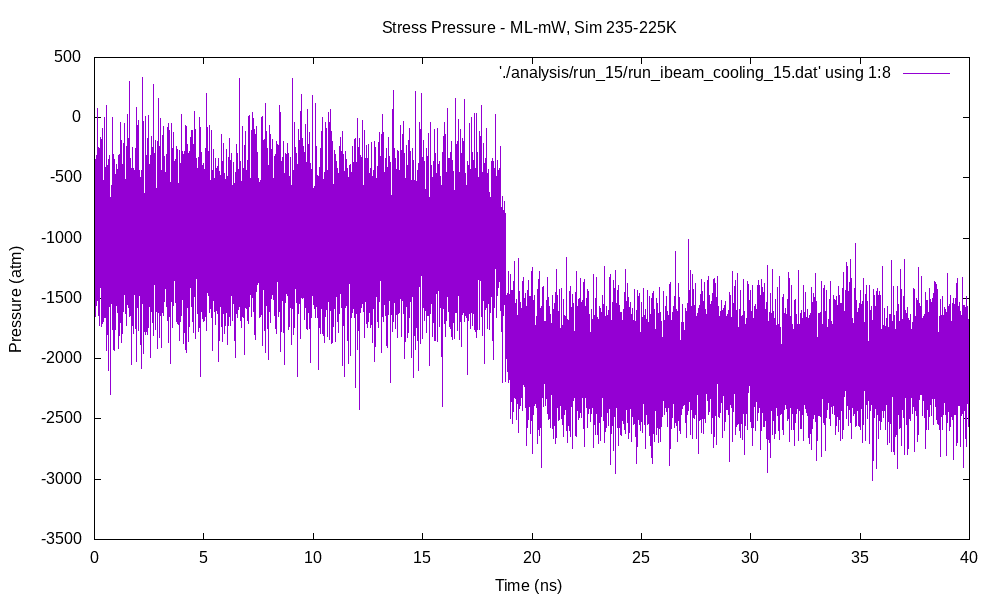 Stress Pressure - ML-mW, Sim 235-225K
'./analysis/run_15/run_ibeam_cooling_15.dat' using 1:8
500
0
-500
-1000
-1500
-2000
-2500
-3000
-3500
Pressure (atm)
0 5 10 15 20 25 30 35 40
Time (ns)